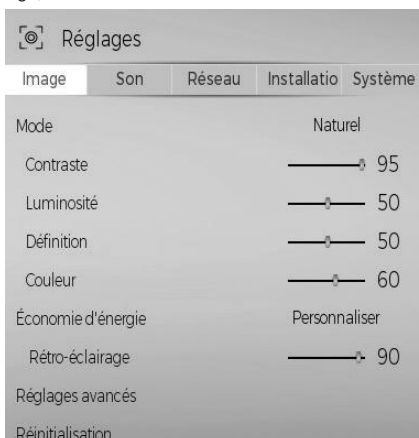 Réglages
Image Son Réseau Installatio Système
Mode Naturel
Contraste 95
Luminosité 50
Définition 50
Couleur 60
Économie d'énergie Personnaliser
Rétro-éclairage 90
Réglages avancés
Réinitialisation